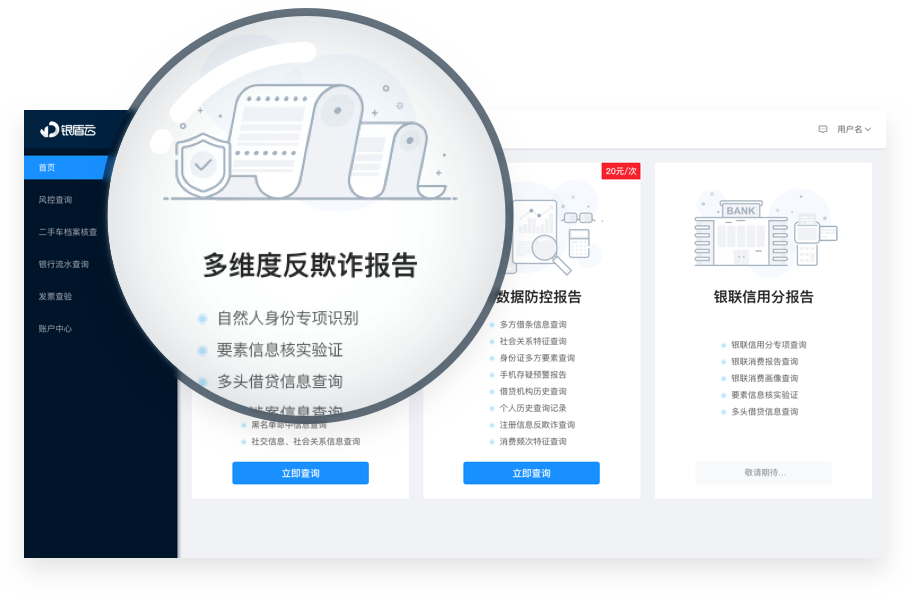 银盾云
用户名
首页
风控查询
二手车档案核查
银行流水查询
发票查验
账户中心
多维度反欺诈报告
自然人身份专项识别
要素信息核实验证
多头借贷信息查询
涉案信息查询
黑名单命中信息查询
社交信息、社会关系信息查询
立即查询
20元/次
数据防控报告
多方借条信息查询
社会关系特征查询
身份证多方要素查询
手机存疑预警报告
借贷机构历史查询
个人历史查询记录
注册信息反欺诈查询
消费频次特征查询
立即查询
BANK
银联信用分报告
银联信用分专项查询
银联消费报告查询
银联消费画像查询
要素信息核实验证
多头借贷信息查询
敬请期待...